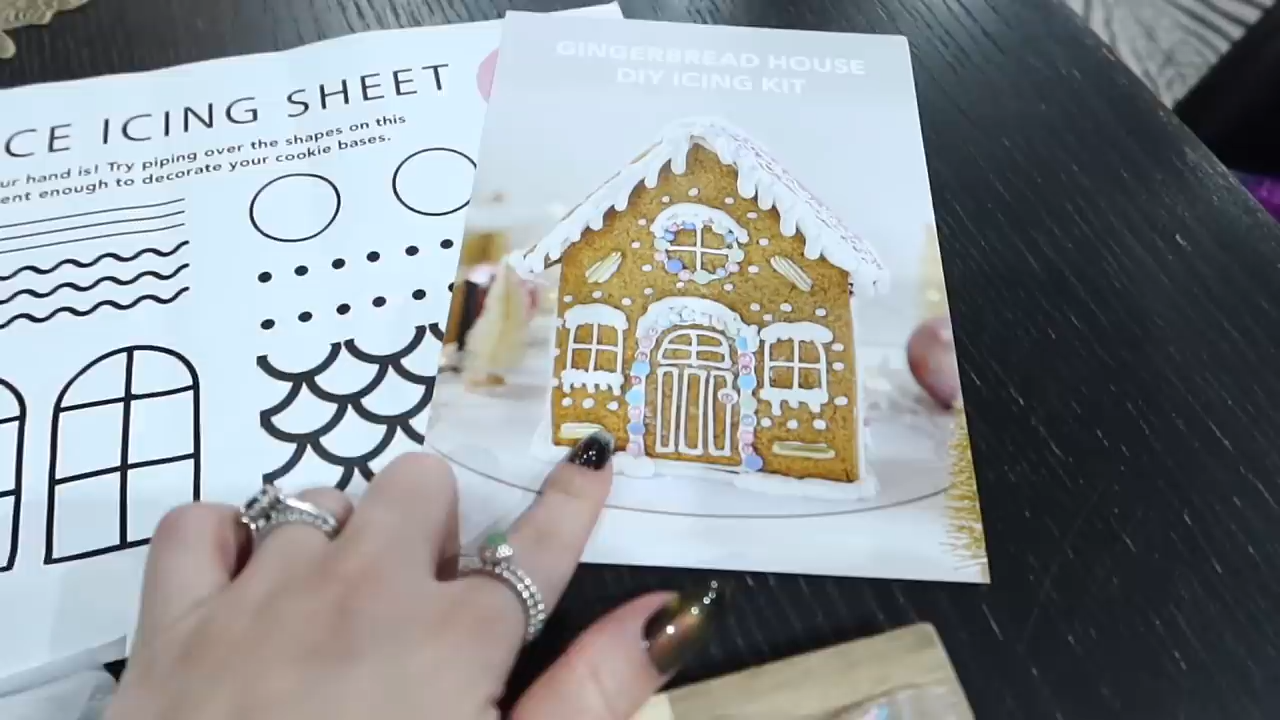 CE ICING SHEET
ur hand is! Try piping over the shapes on this
ent enough to decorate your cookie bases.
GINGERBREAD HOUSE
DIY ICING KIT